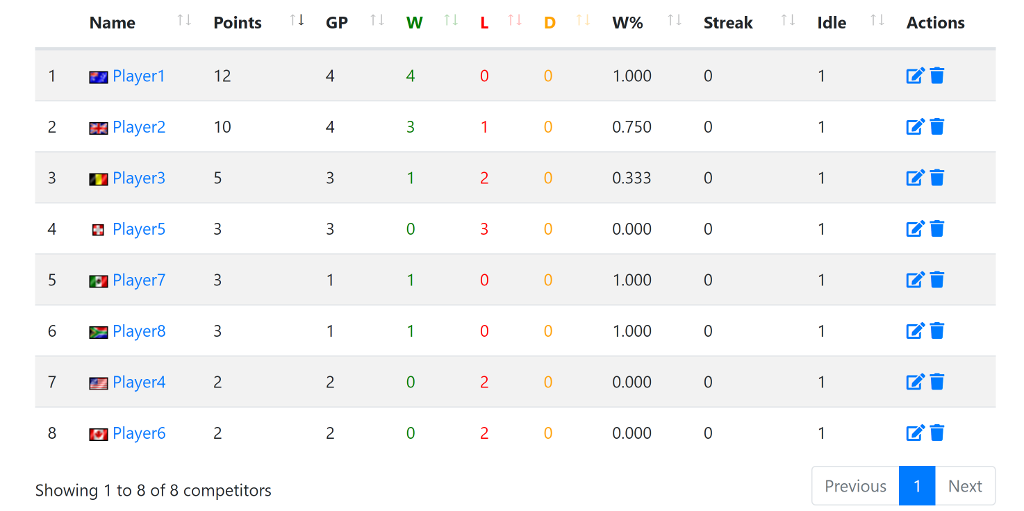 Name Points GP W L D W% Streak Idle Actions
1 Player1 12 4 4 0 0 1.000 0 1
2 Player2 10 4 3 1 0 0.750 0 1
3 Player3 5 3 1 2 0 0.333 0 1
4 Player5 3 3 0 3 0 0.000 0 1
5 Player7 3 1 1 0 0 1.000 0 1
6 Player8 3 1 1 0 0 1.000 0 1
7 Player4 2 2 0 2 0 0.000 0 1
8 Player6 2 2 0 2 0 0.000 0 1
Showing 1 to 8 of 8 competitors
Previous 1 Next